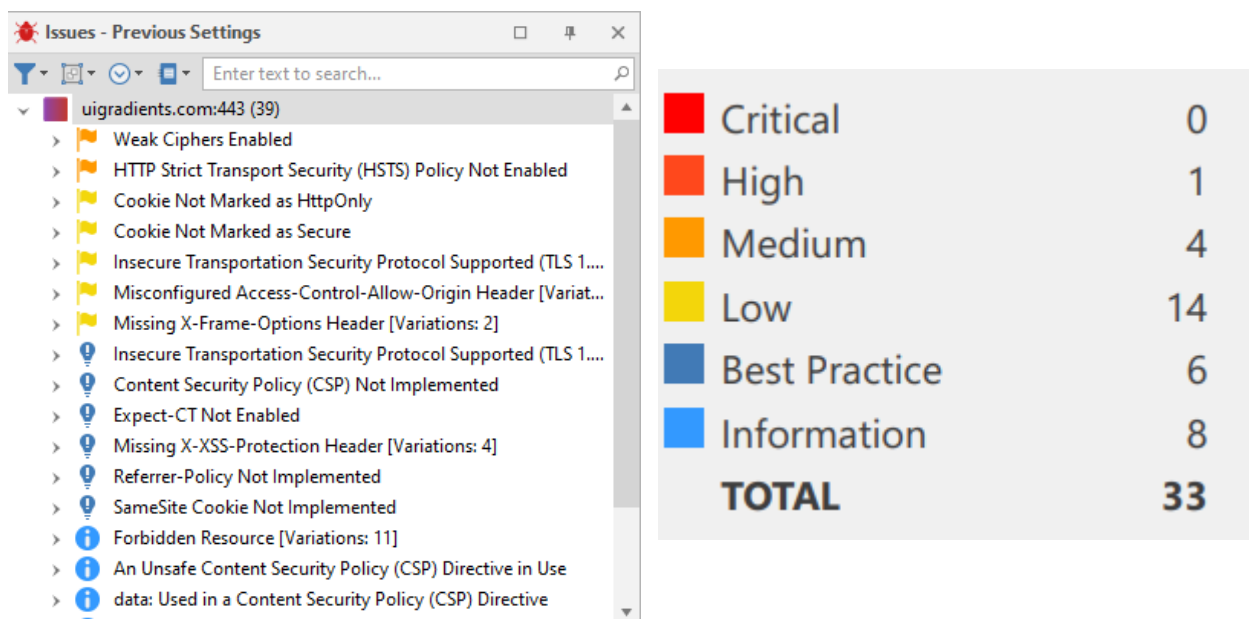 Issues - Previous Settings
Enter text to search...
uigradients.com:443 (39)
Weak Ciphers Enabled
HTTP Strict Transport Security (HSTS) Policy Not Enabled
Cookie Not Marked as HttpOnly
Cookie Not Marked as Secure
Insecure Transportation Security Protocol Supported (TLS 1....
Misconfigured Access-Control-Allow-Origin Header [Variat...
Missing X-Frame-Options Header [Variations: 2]
Insecure Transportation Security Protocol Supported (TLS 1....
Content Security Policy (CSP) Not Implemented
Expect-CT Not Enabled
Missing X-XSS-Protection Header [Variations: 4]
Referrer-Policy Not Implemented
SameSite Cookie Not Implemented
Forbidden Resource [Variations: 11]
An Unsafe Content Security Policy (CSP) Directive in Use
data: Used in a Content Security Policy (CSP) Directive
Critical 0
High 1
Medium 4
Low 14
Best Practice 6
Information 8
TOTAL 33